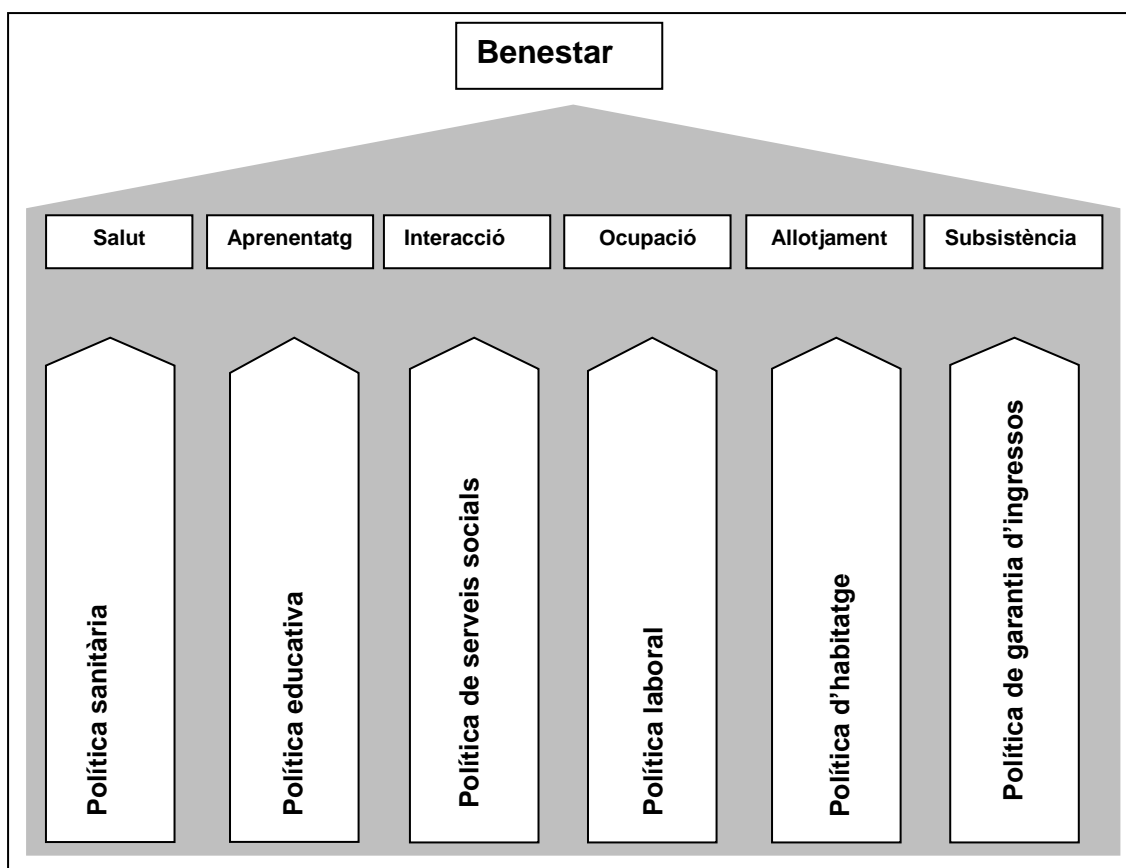 Benestar
Salut
Aprenentatg
Interacció
Ocupació
Allotjament
Subsistència
Política sanitària
Política educativa
Política de serveis socials
Política laboral
Política d’habitatge
Política de garantia d’ingressos